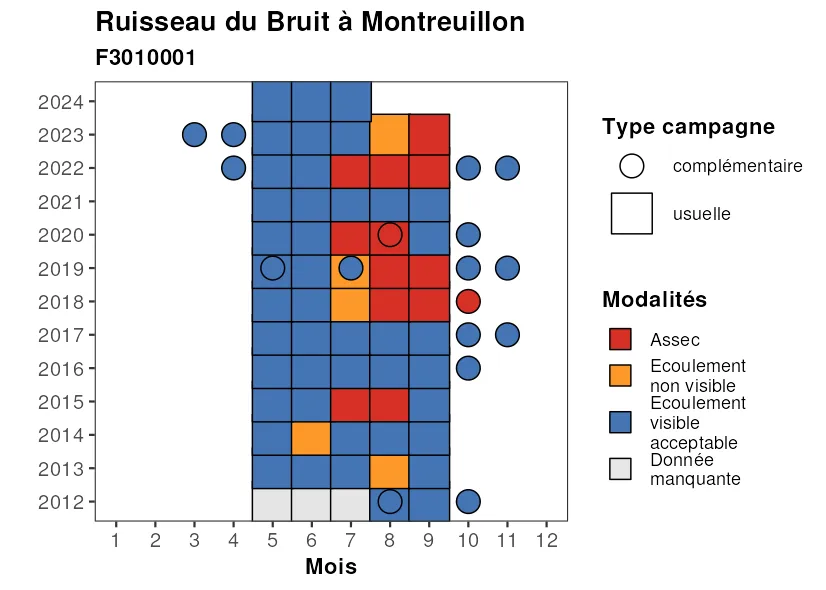 Ruisseau du Bruit à Montreuillon
F3010001
2024
2023
2022
2021
2020
2019
2018
2017
2016
2015
2014
2013
2012
1 2 3 4 5 6 7 8 9 10 11 12
Mois
Type campagne
complémentaire
usuelle
Modalités
Assec
Ecoulement
non visible
Ecoulement
visible
acceptable
Donnée
manquante